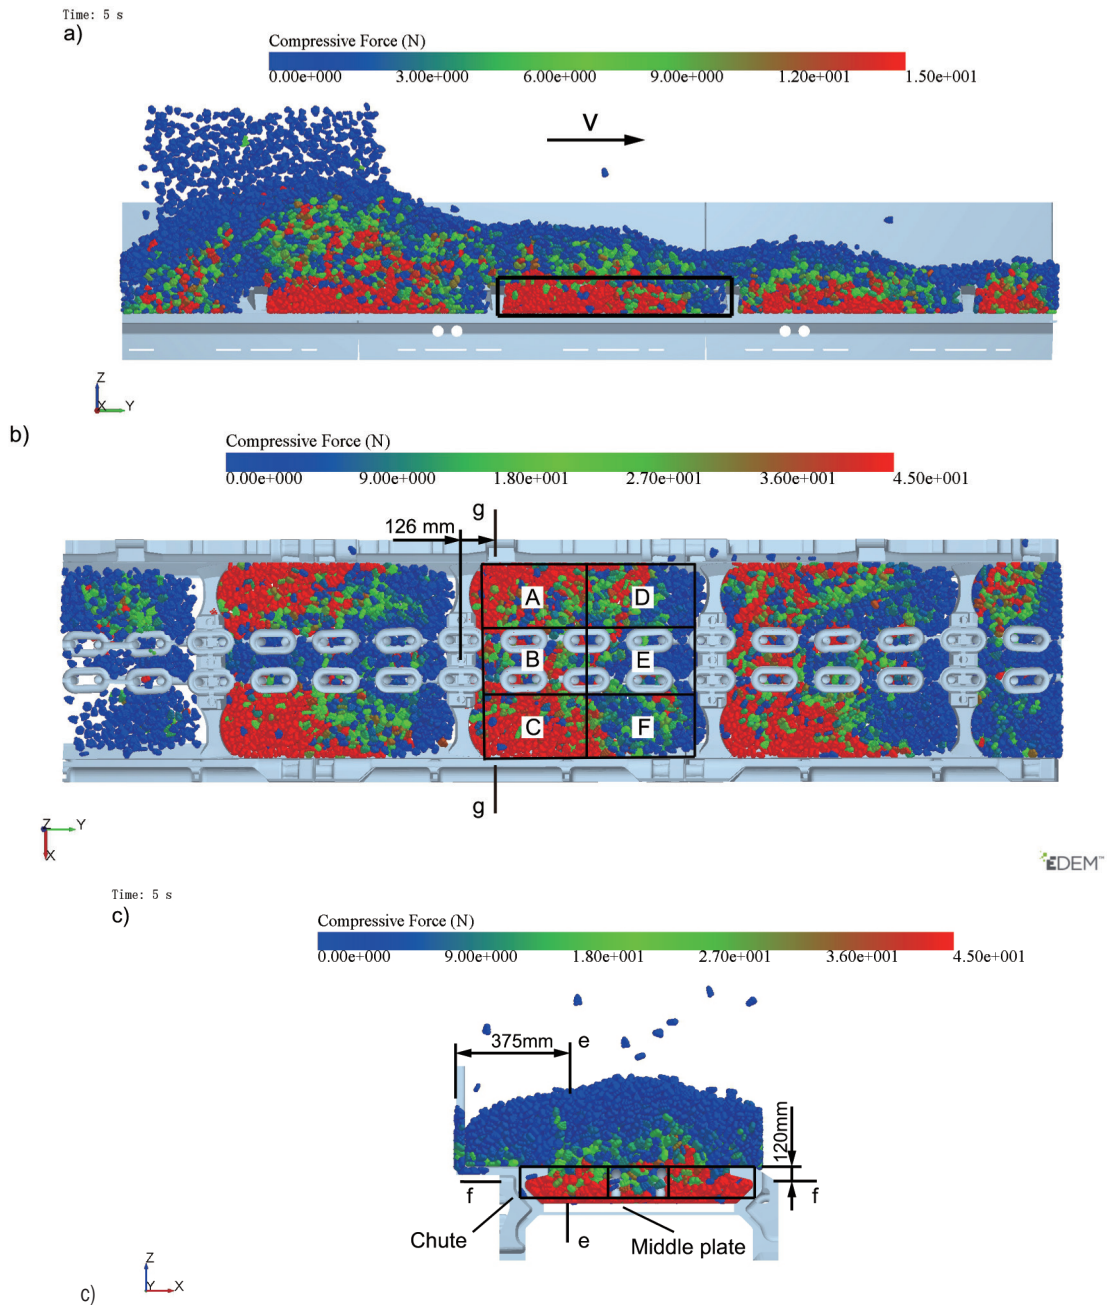 Time: 5 s
a)
Compressive Force (N)
0.00e+000 3.00e+000 6.00e+000 9.00e+000 1.20e+001 1.50e+001
V
Z
X Y
b)
Compressive Force (N)
0.00e+000 9.00e+000 1.80e+001 2.70e+001 3.60e+001 4.50e+001
g
126 mm
A D
B E
C F
g
Z Y
X
EDEM™
Time: 5 s
c)
Compressive Force (N)
0.00e+000 9.00e+000 1.80e+001 2.70e+001 3.60e+001 4.50e+001
375mm e
120mm
f f
Chute e Middle plate
Z
Y X
c)